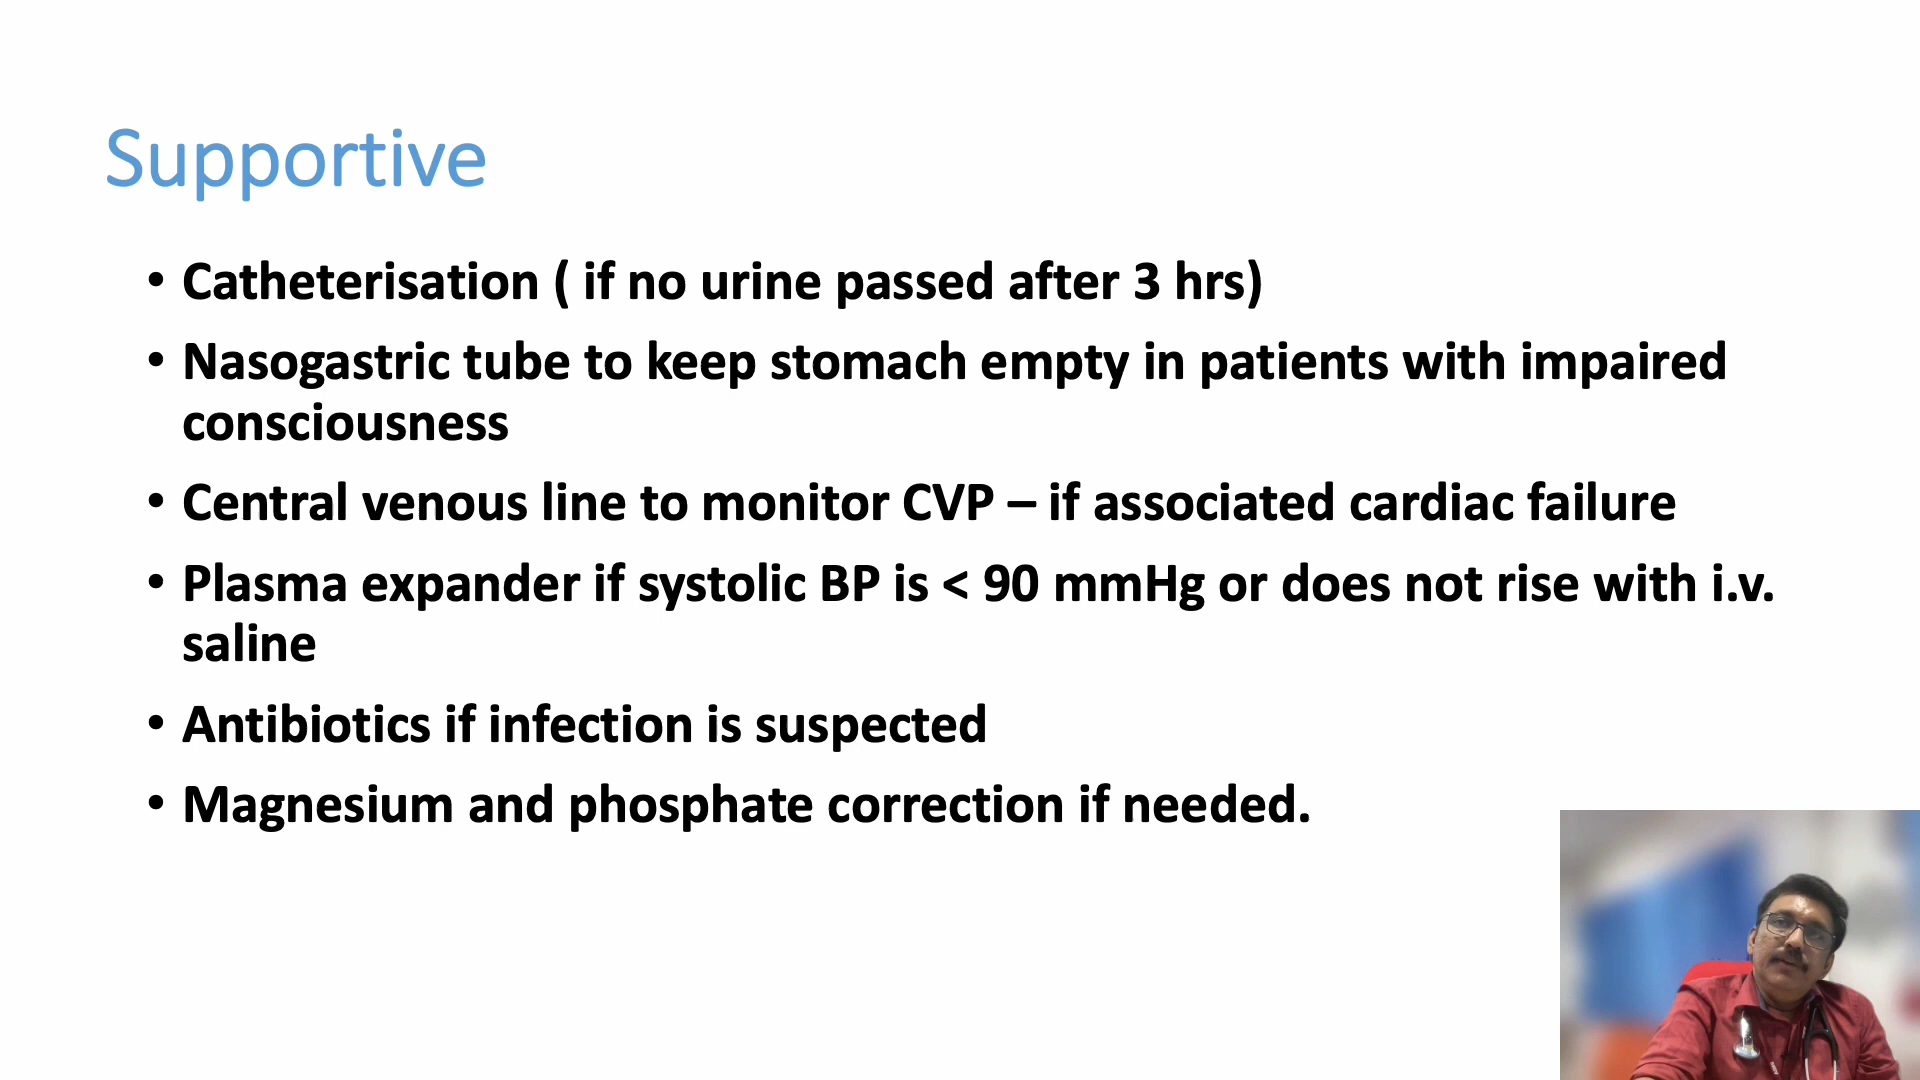 Supportive
• Catheterisation ( if no urine passed after 3 hrs)
• Nasogastric tube to keep stomach empty in patients with impaired
consciousness
• Central venous line to monitor CVP – if associated cardiac failure
• Plasma expander if systolic BP is < 90 mmHg or does not rise with i.v.
saline
• Antibiotics if infection is suspected
• Magnesium and phosphate correction if needed.